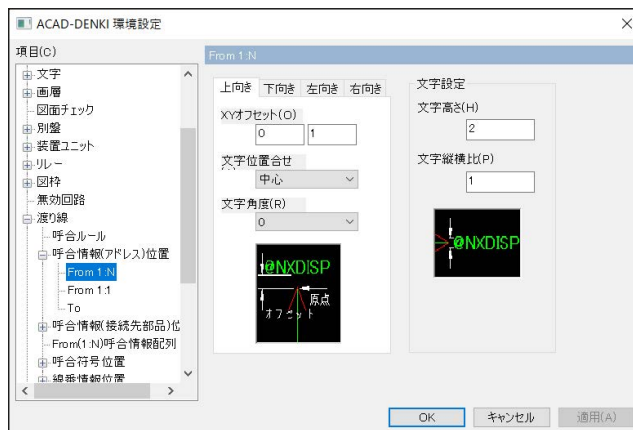 ACAD-DENKI 環境設定
項目(C)
文字
画層
図面チェック
別盤
装置ユニット
リレー
図枠
無効回路
渡り線
呼合ルール
呼合情報(アドレス)位置
From 1:N
From 1:1
To
呼合情報(接続先部品)位
From(1:N)呼合情報配列
呼合符号位置
線番情報位置
From 1:N
上向き 下向き 左向き 右向き
XYオフセット(O)
0 1
文字位置合せ
中心
文字角度(R)
0
@NXDISP
原点
オフセット
文字設定
文字高さ(H)
2
文字縦横比(P)
1
@NXDISP
OK キャンセル 適用(A)